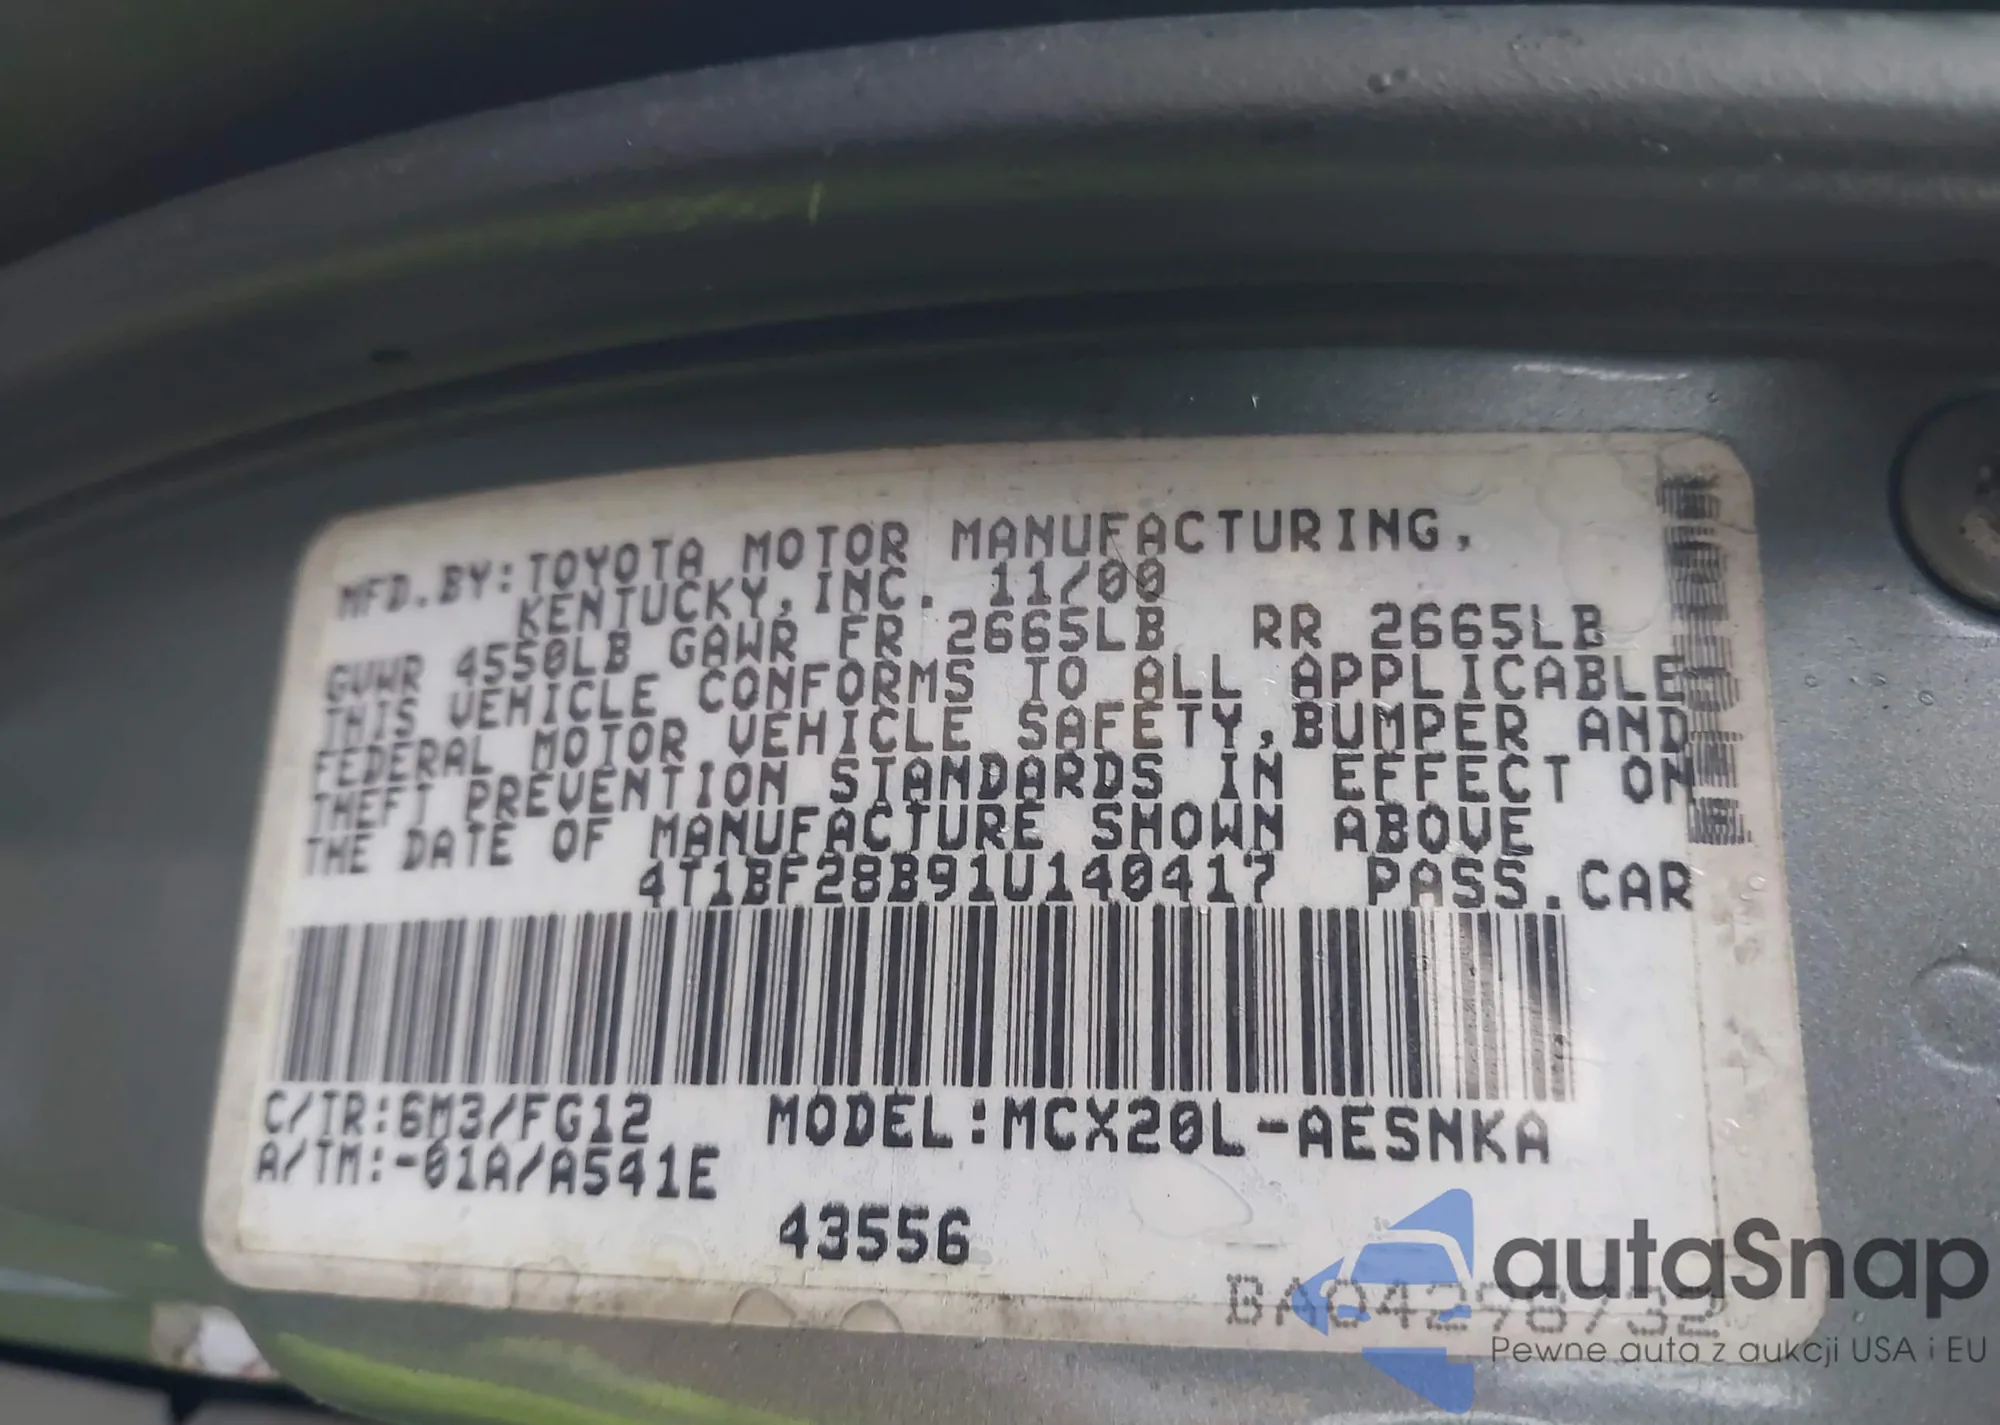 MFD.BY:TOYOTA MOTOR MANUFACTURING,
KENTUCKY,INC. 11/00
GVWR 4550LB GAWR FR 2665LB RR 2665LB
THIS VEHICLE CONFORMS TO ALL APPLICABLE
FEDERAL MOTOR VEHICLE SAFETY,BUMPER AND
THEFT PREVENTION STANDARDS IN EFFECT ON
THE DATE OF MANUFACTURE SHOWN ABOVE
4T1BF28B91U140417 PASS.CAR
C/TR:6M3/FG12 MODEL:MCX20L-AESNKA
A/TM:-01A/A541E
43556
BA04298732
autaSnap
Pewne auta z aukcji USA i EU